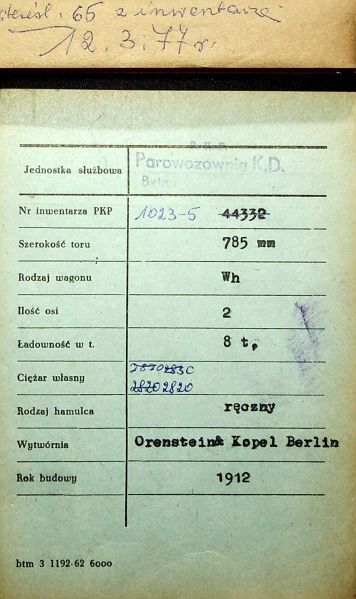 65 z inwentarza
12.3.77 r.
Jednostka służbowa Parowozownia K.D.
Nr inwentarza PKP 1023-5 44332
Szerokość toru 785 mm
Rodzaj wagonu Wh
Ilość osi 2
Ładowność w t. 8 t,
Ciężar własny
2820 2820
Rodzaj hamulca ręczny
Wytwórnia Orenstein& Kopel Berlin
Rok budowy 1912
btm 3 1192-62 6000